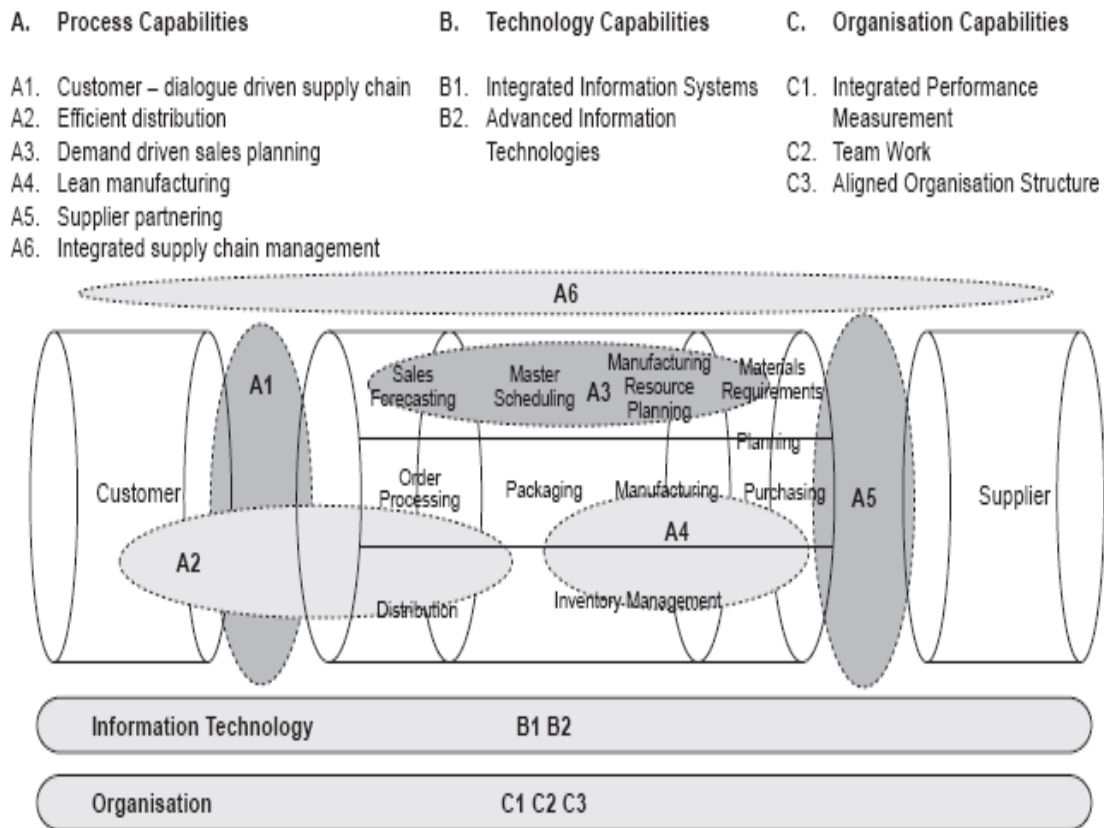 A. Process Capabilities
A1. Customer – dialogue driven supply chain
A2. Efficient distribution
A3. Demand driven sales planning
A4. Lean manufacturing
A5. Supplier partnering
A6. Integrated supply chain management
B. Technology Capabilities
B1. Integrated Information Systems
B2. Advanced Information
Technologies
C. Organisation Capabilities
C1. Integrated Performance
Measurement
C2. Team Work
C3. Aligned Organisation Structure
A6
A1
Sales
Forecasting
Master
Scheduling
A3
Manufacturing
Resource
Planning
Materials
Requirements
Planning
Customer
Order
Processing
Packaging
Manufacturing
Purchasing
A5
Supplier
A2
A4
Distribution
Inventory Management
Information Technology B1 B2
Organisation C1 C2 C3